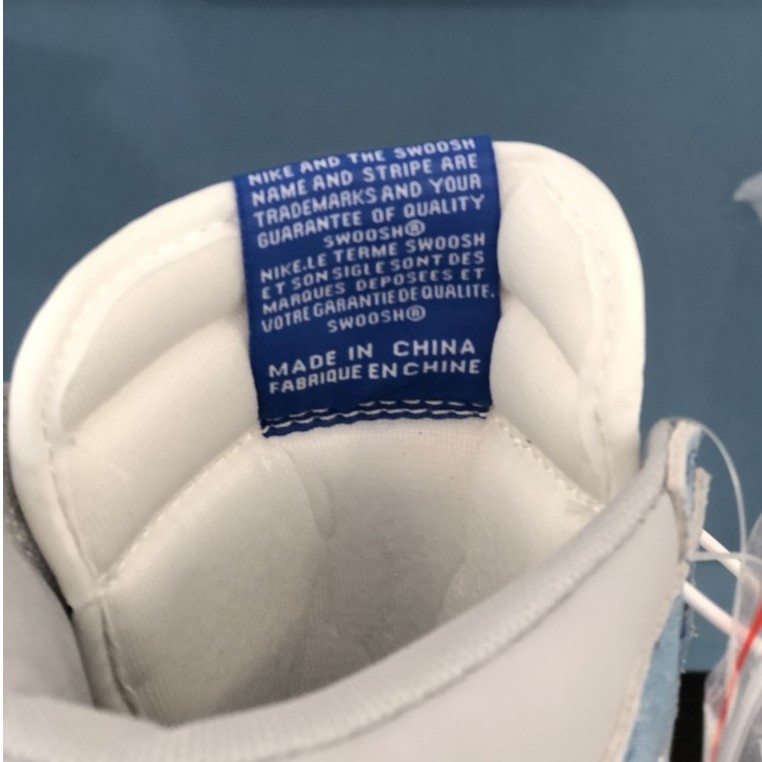 NIKE AND THE SWOOSH
NAME AND STRIPE ARE
TRADEMARKS AND YOUR
GUARANTEE OF QUALITY
SWOOSH®
NIKE.LE TERME SWOOSH
ET SON SIGLE SONT DES
MARQUES DEPOSEES ET
VOTRE GARANTIE DE QUALITE.
SWOOSH®
MADE IN CHINA
FABRIQUE EN CHINE